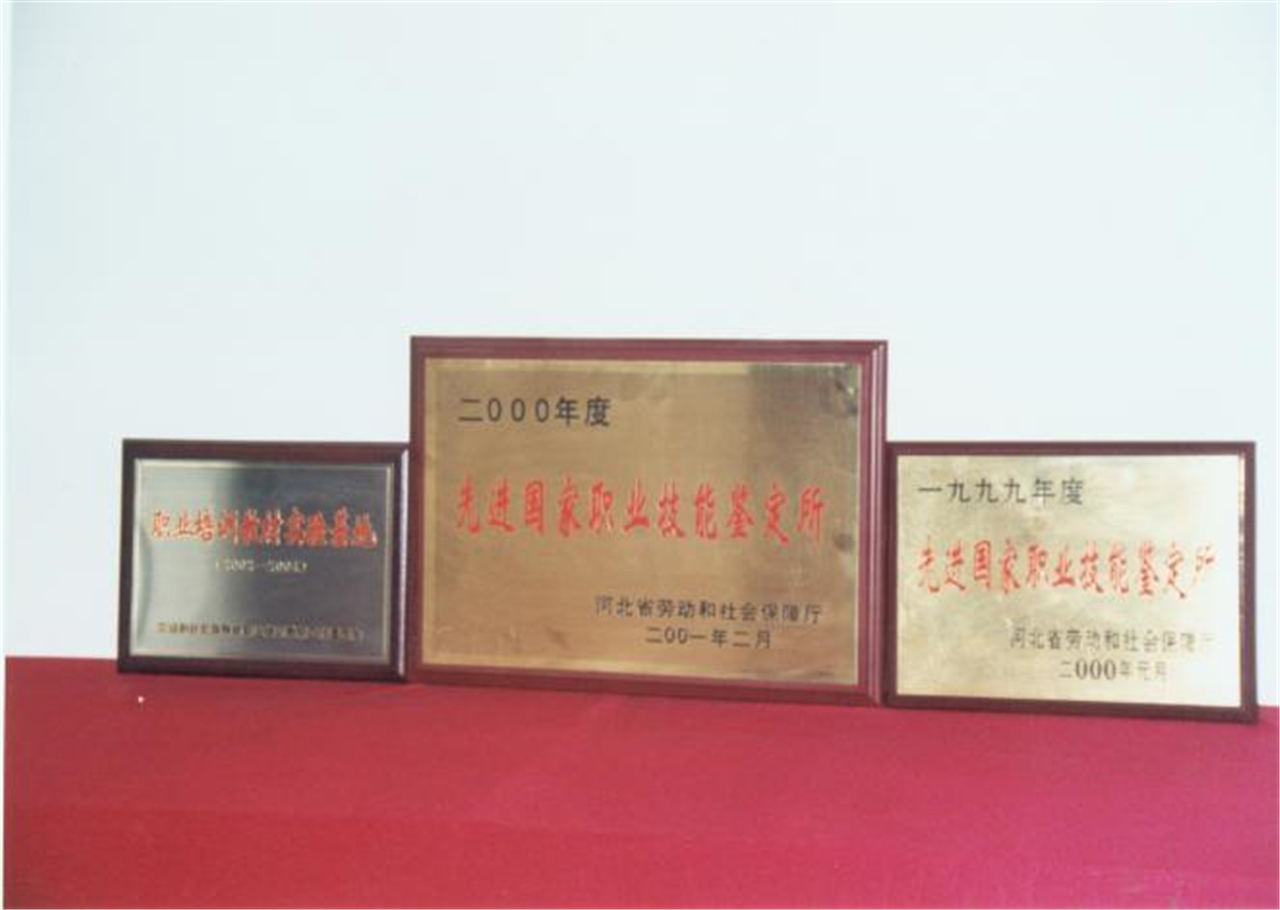 职业培训教材实验基地
二000年度
先进国家职业技能鉴定所
河北省劳动和社会保障厅
二00一年二月
一九九九年度
先进国家职业技能鉴定所
河北省劳动和社会保障厅
二000年元月